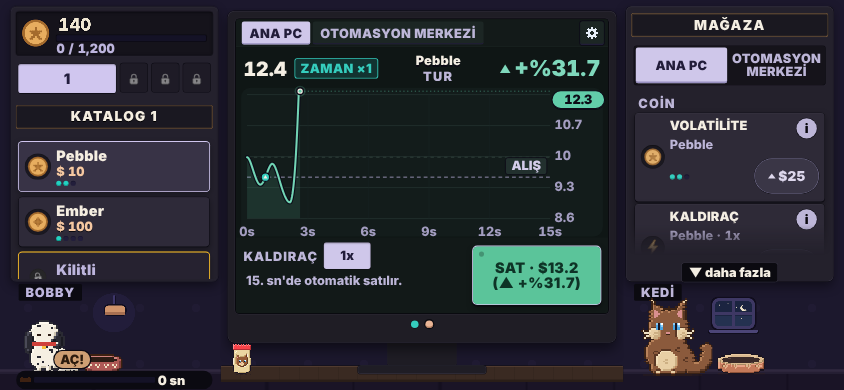 140
0 / 1,200
1
KATALOG 1
Pebble
$ 10
Ember
$ 100
Kilitli
BOBBY
AÇ!
0 sn
ANA PC
OTOMASYON MERKEZİ
12.4
ZAMAN ×1
Pebble
TUR
▲+%31.7
12.3
10.7
10
ALIŞ
9.3
8.6
0s 3s 6s 9s 12s 15s
KALDIRAÇ
1x
15. sn'de otomatik satılır.
SAT · $13.2
(▲ +%31.7)
MAĞAZA
ANA PC
OTOMASYON
MERKEZİ
COİN
VOLATİLİTE
i
Pebble
▲$25
KALDIRAÇ
i
Pebble · 1x
▼ daha fazla
KEDİ